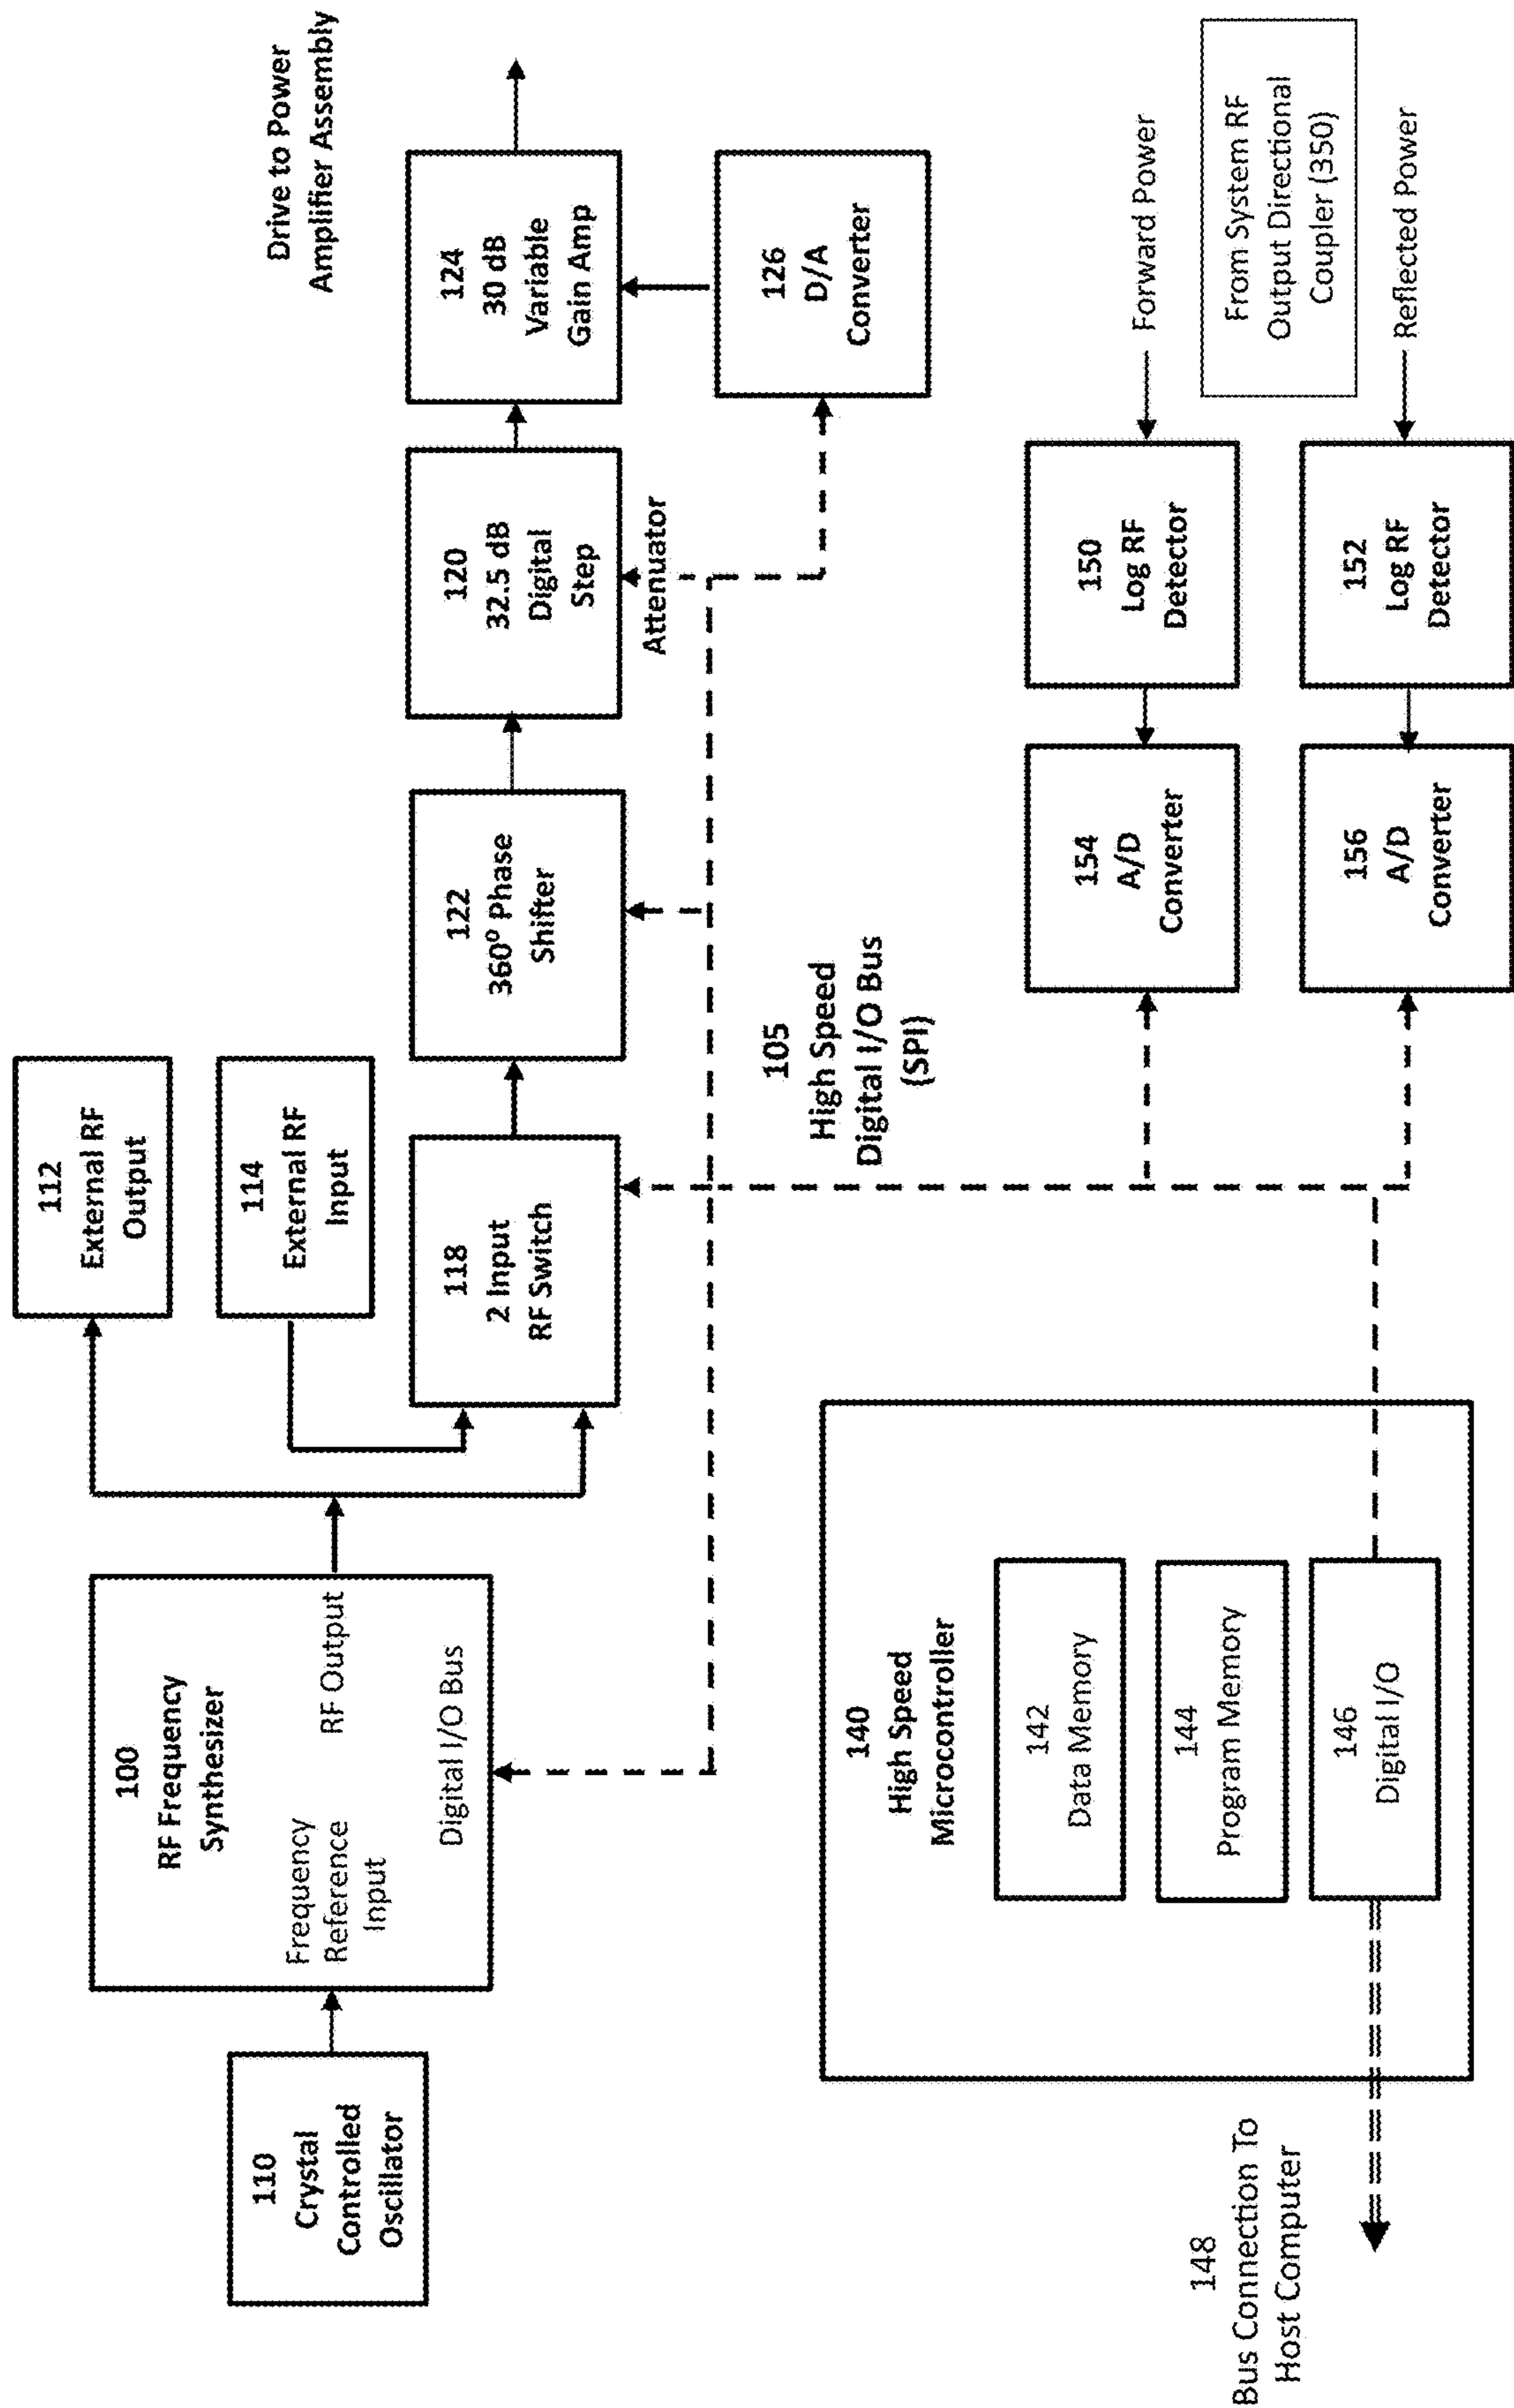 110
Crystal
Controlled
Oscillator
100
RF Frequency
Synthesizer
Frequency
Reference
Input
RF Output
Digital I/O Bus
112
External RF
Output
114
External RF
Input
118
2 Input
RF Switch
122
360° Phase
Shifter
120
32.5 dB
Digital
Step
Attenuator
124
30 dB
Variable
Gain Amp
Drive to Power
Amplifier Assembly
126
D/A
Converter
105
High Speed
Digital I/O Bus
(SPI)
140
High Speed
Microcontroller
142
Data Memory
144
Program Memory
146
Digital I/O
148
Bus Connection To
Host Computer
154
A/D
Converter
150
Log RF
Detector
Forward Power
From System RF
Output Directional
Coupler (350)
156
A/D
Converter
152
Log RF
Detector
Reflected Power